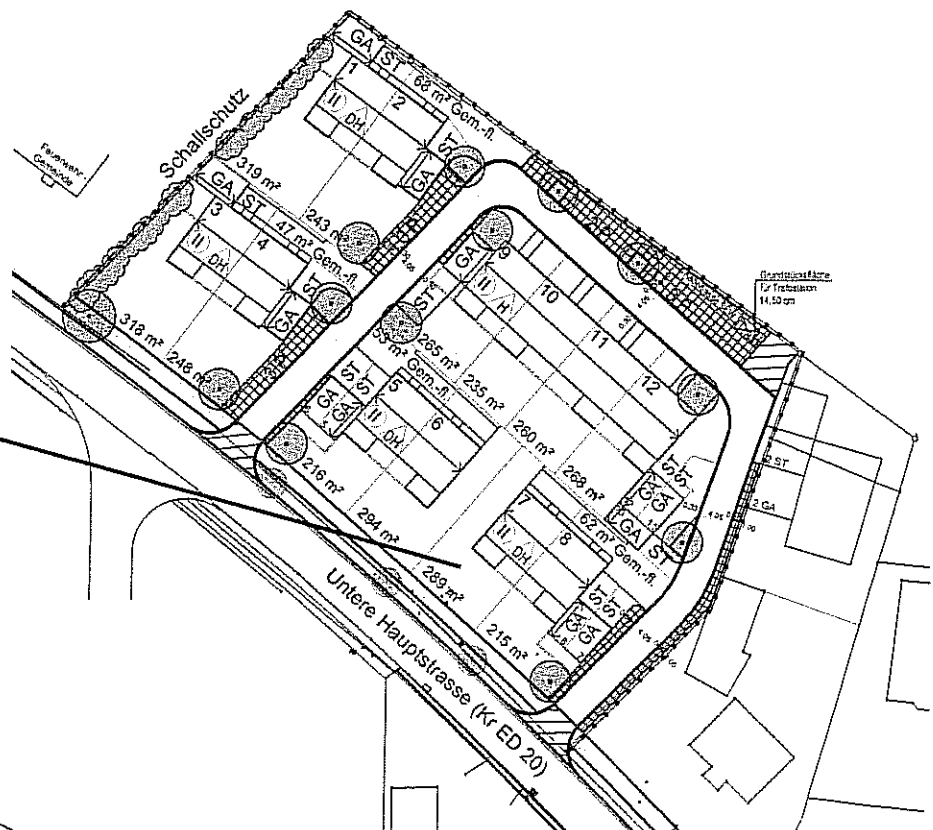 GA
ST
68 m² Gem.-fl.
1
2
II
DH
ST
GA
Schallschutz
Feuerwehr
Gemeinde
319 m²
243 m²
GA
ST
47 m² Gem.-fl.
3
4
II
DH
ST
GA
318 m²
248 m²
Grundstücksfläche
für Trafostation
14,50 qm
GA
ST
9
II
H
10
11
12
265 m²
235 m²
260 m²
268 m²
Gem.-fl.
ST
ST
GA
GA
5
6
II
DH
216 m²
294 m²
289 m²
215 m²
7
8
II
DH
62 m² Gem.-fl.
ST
ST
GA
GA
GA
ST
ST
ST
GA
GA
2 ST
2 GA
Untere Hauptstrasse (Kr ED 20)